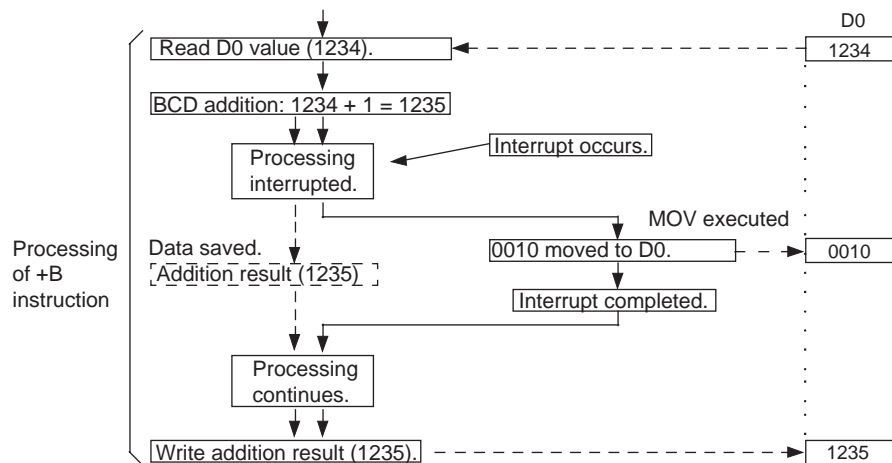 D0
Read D0 value (1234).
1234
BCD addition: 1234 + 1 = 1235
Interrupt occurs.
Processing
interrupted.
MOV executed
Processing
of +B
instruction
Data saved.
0010 moved to D0.
0010
Addition result (1235)
Interrupt completed.
Processing
continues.
Write addition result (1235).
1235